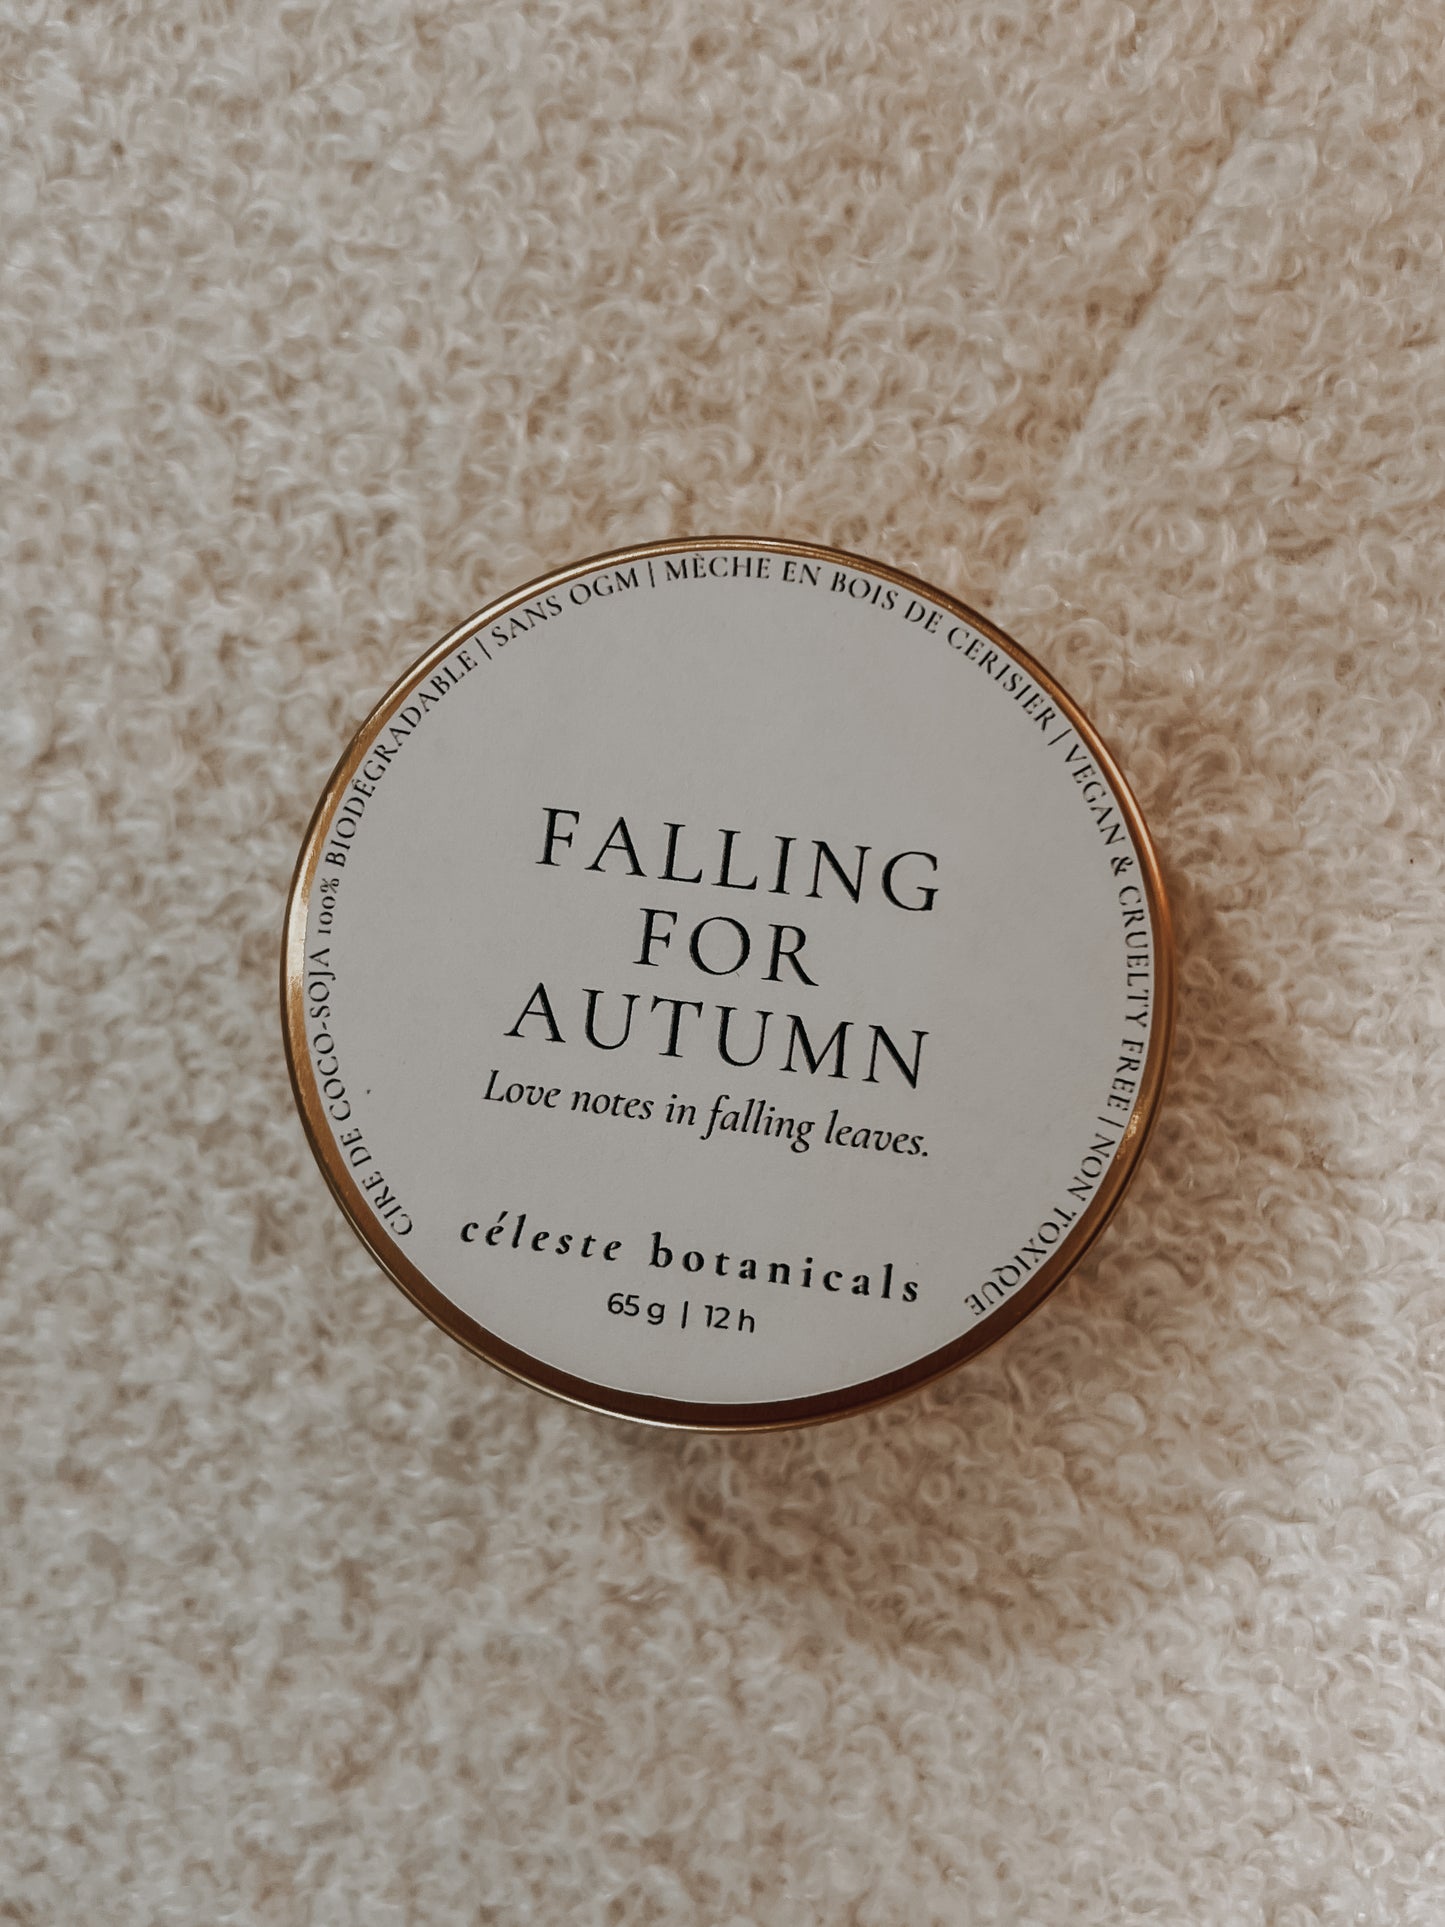 CIRE DE COCO-SOJA 100% BIODÉGRADABLE | SANS OGM | MÈCHE EN BOIS DE CERISIER | VEGAN & CRUELTY FREE | NON TOXIQUE
FALLING
FOR
AUTUMN
Love notes in falling leaves.
céleste botanicals
65 g | 12 h